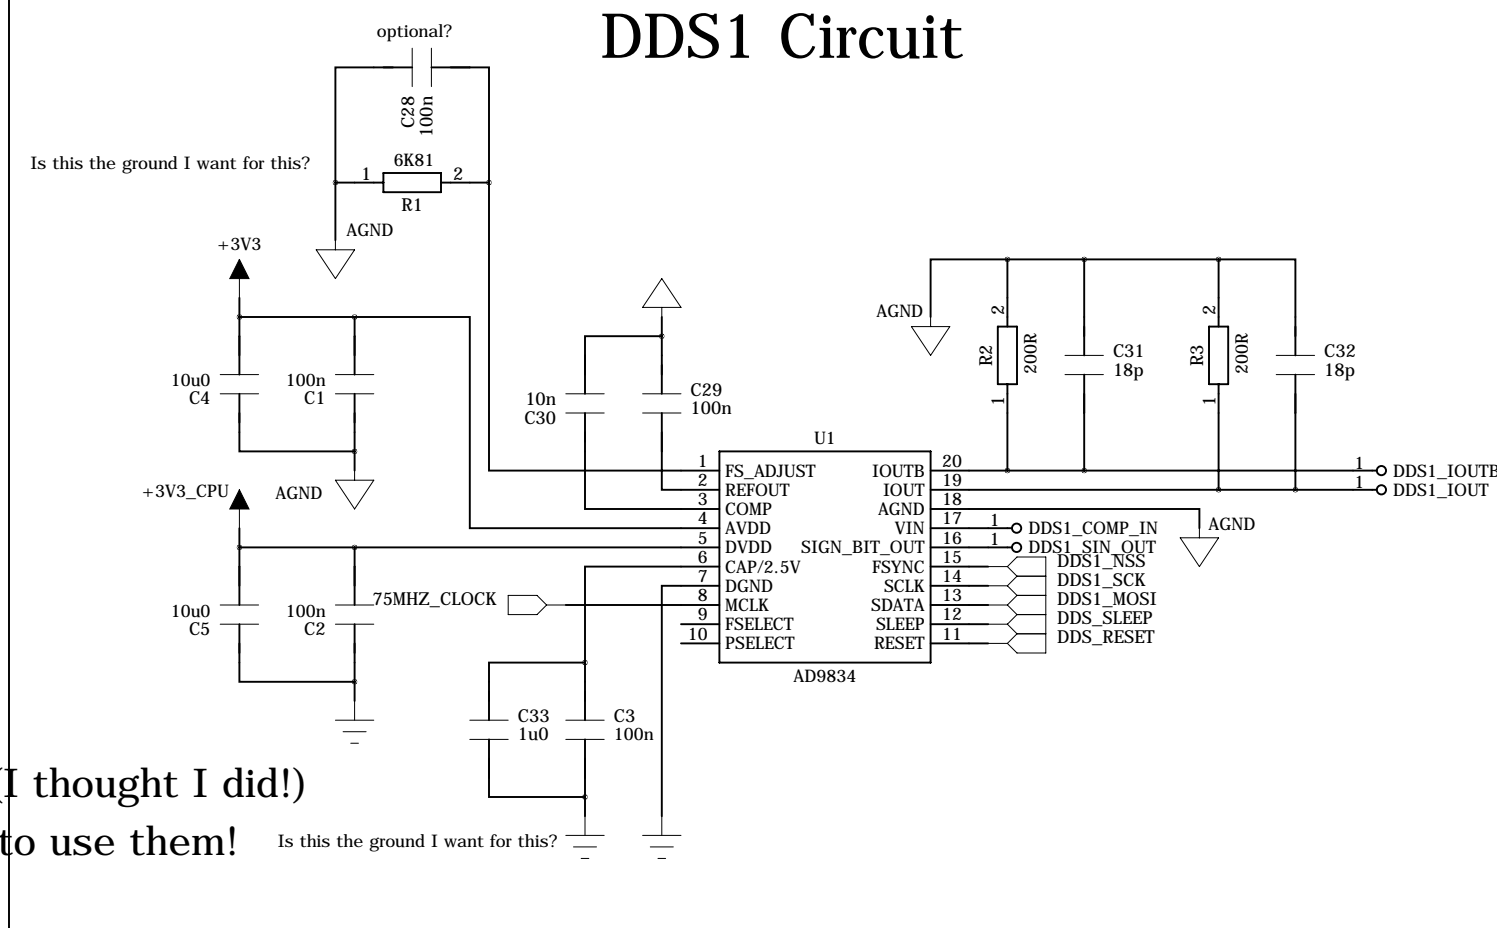 DDS1 Circuit
optional?
C28
100n
Is this the ground I want for this?
6K81
1
2
R1
AGND
+3V3
10u0
C4
100n
C1
AGND
+3V3_CPU
10u0
C5
100n
C2
75MHZ_CLOCK
10n
C30
C29
100n
AGND
2
R2
200R
1
C31
18p
2
R3
200R
1
C32
18p
U1
1 FS_ADJUST
2 REFOUT
3 COMP
4 AVDD
5 DVDD
6 CAP/2.5V
7 DGND
8 MCLK
9 FSELECT
10 PSELECT
IOUTB 20 1 DDS1_IOUTB
IOUT 19 1 DDS1_IOUT
AGND 18 AGND
VIN 17 1 DDS1_COMP_IN
SIGN_BIT_OUT 16 1 DDS1_SIN_OUT
FSYNC 15 DDS1_NSS
SCLK 14 DDS1_SCK
SDATA 13 DDS1_MOSI
SLEEP 12 DDS_SLEEP
RESET 11 DDS_RESET
AD9834
C33
1u0
C3
100n
(I thought I did!)
to use them!
Is this the ground I want for this?